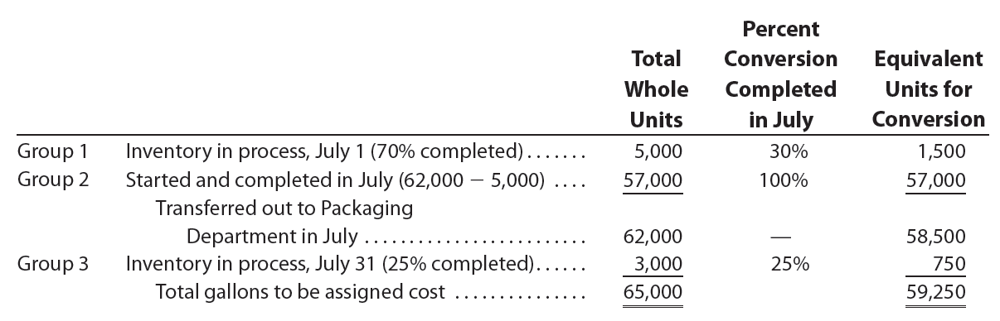 Percent
Total Conversion Equivalent
Whole Completed Units for
Units in July Conversion
Group 1 Inventory in process, July 1 (70% completed)....... 5,000 30% 1,500
Group 2 Started and completed in July (62,000 − 5,000) .... 57,000 100% 57,000
Transferred out to Packaging
Department in July ......................... 62,000 — 58,500
Group 3 Inventory in process, July 31 (25% completed)...... 3,000 25% 750
Total gallons to be assigned cost ............... 65,000 59,250